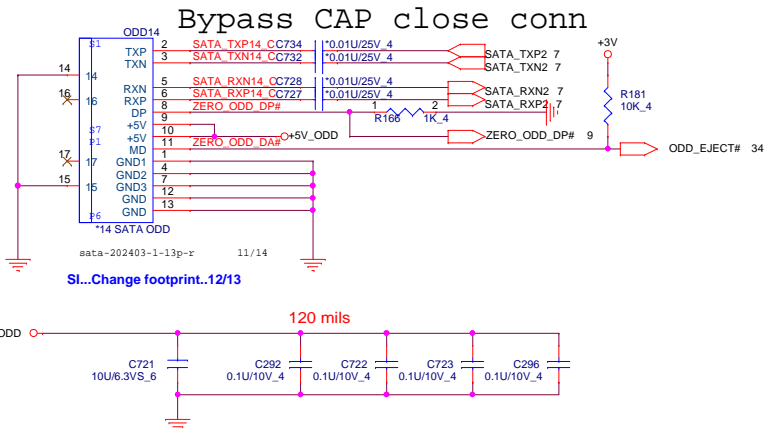 Bypass CAP close conn
ODD14
S1
TXP 2 SATA_TXP14_C C734 *0.01U/25V_4 SATA_TXP2 7
TXN 3 SATA_TXN14_C C732 *0.01U/25V_4 SATA_TXN2 7
+3V
14 14
RXN 5 SATA_RXN14_C C728 *0.01U/25V_4 SATA_RXN2 7
16 16
RXP 6 SATA_RXP14_C C727 *0.01U/25V_4 SATA_RXP2 7
R181
10K_4
DP 8 ZERO_ODD_DP# 1 2
R166 1K_4
+5V 9
S7
+5V 10 +5V_ODD ZERO_ODD_DP# 9
P1
MD 11 ZERO_ODD_DA# ODD_EJECT# 34
17 17
GND1 1
GND2 4
15 15
GND3 7
GND 12
GND 13
P6
*14 SATA ODD
sata-202403-1-13p-r 11/14
SI...Change footprint..12/13
120 mils
ODD
C721 C292 C722 C723 C296
10U/6.3VS_6 0.1U/10V_4 0.1U/10V_4 0.1U/10V_4 0.1U/10V_4